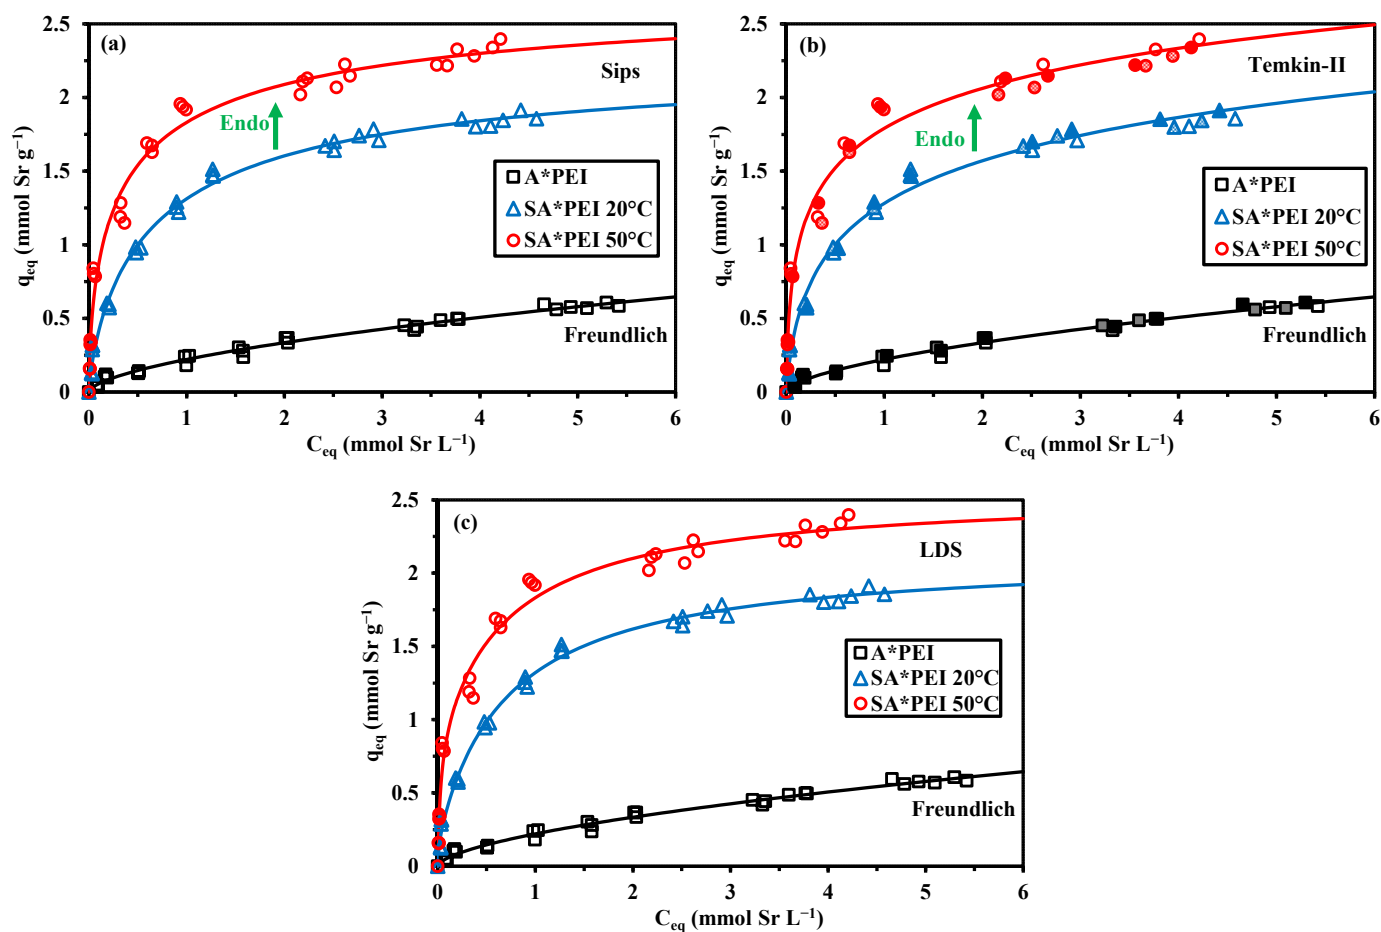 (a)
Sips
Endo
A*PEI
SA*PEI 20°C
SA*PEI 50°C
Freundlich
q_eq (mmol Sr g⁻¹)
2.5
2
1.5
1
0.5
0
0 1 2 3 4 5 6
C_eq (mmol Sr L⁻¹)
(b)
Temkin-II
Endo
A*PEI
SA*PEI 20°C
SA*PEI 50°C
Freundlich
q_eq (mmol Sr g⁻¹)
2.5
2
1.5
1
0.5
0
0 1 2 3 4 5 6
C_eq (mmol Sr L⁻¹)
(c)
LDS
A*PEI
SA*PEI 20°C
SA*PEI 50°C
Freundlich
q_eq (mmol Sr g⁻¹)
2.5
2
1.5
1
0.5
0
0 1 2 3 4 5 6
C_eq (mmol Sr L⁻¹)